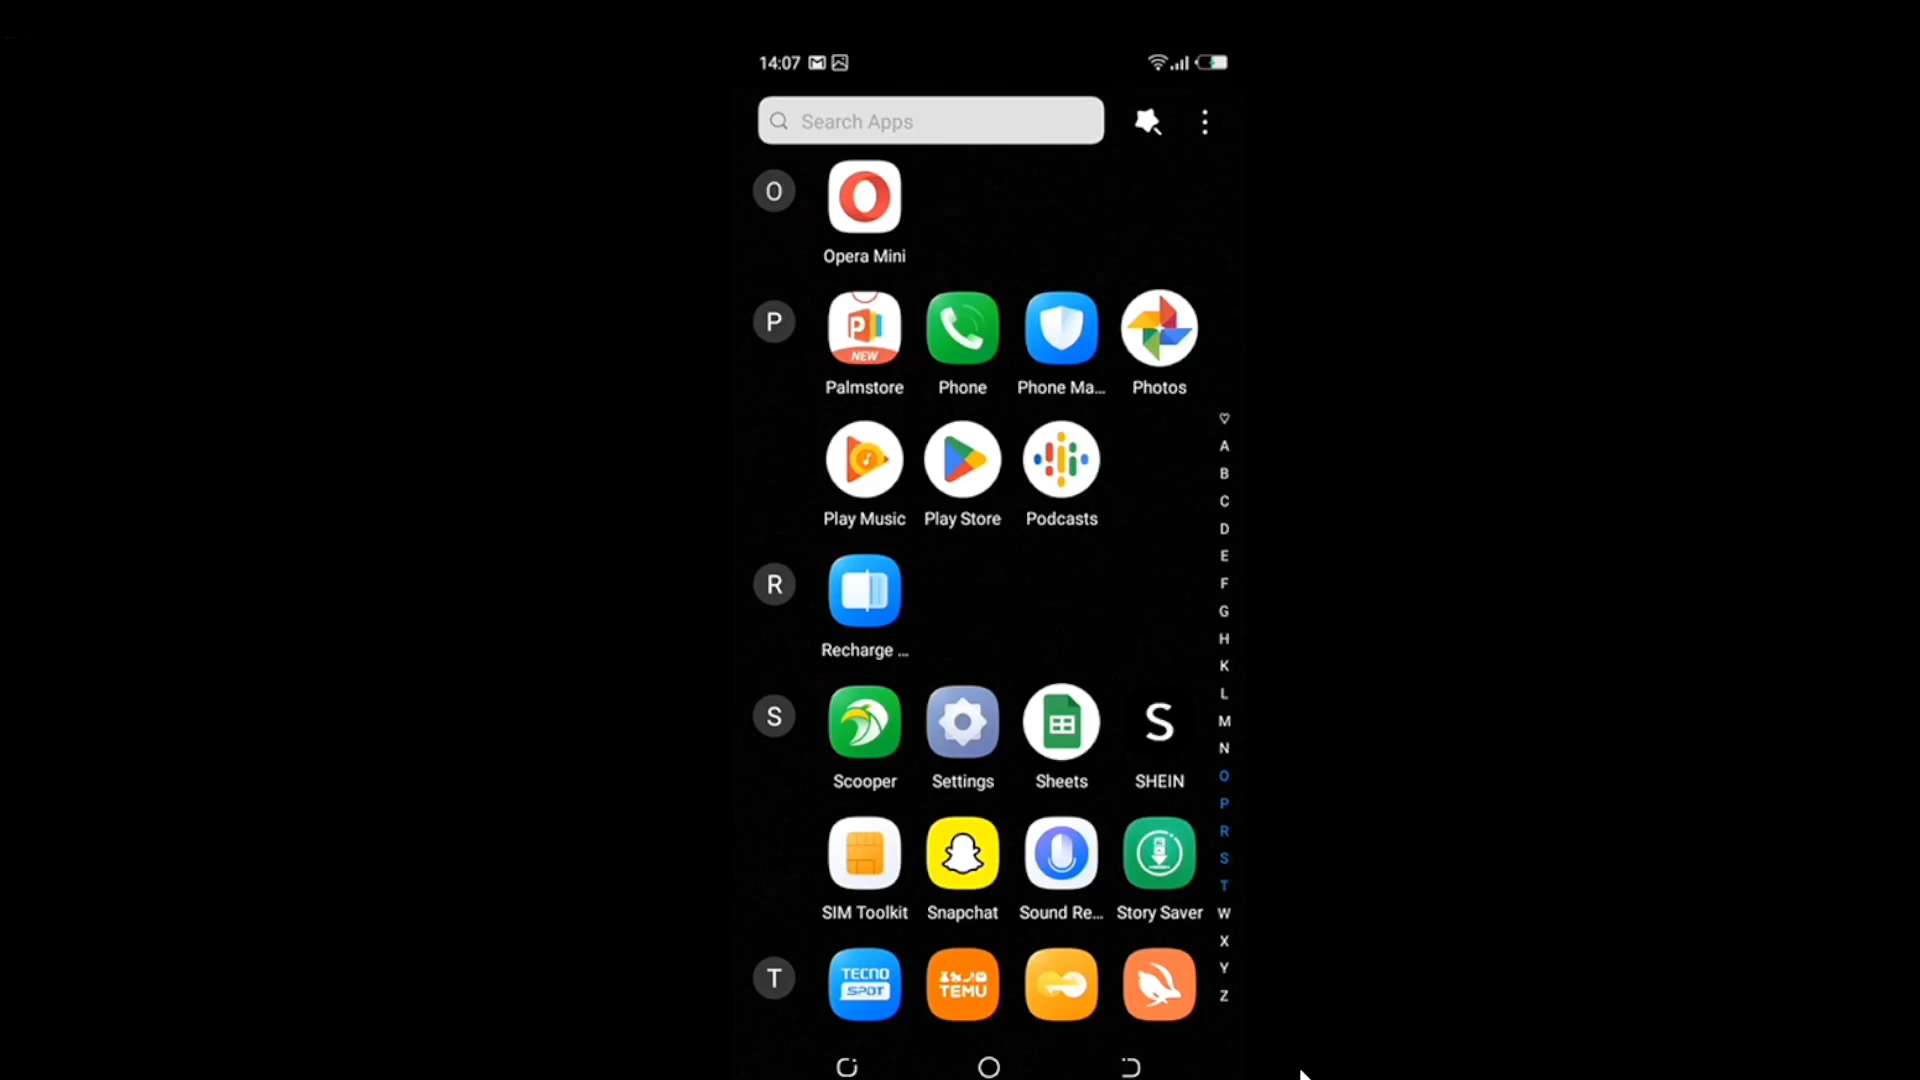 14:07
Search Apps
O
Opera Mini
P
P
NEW
Palmstore
Phone
Phone Ma...
Photos
Play Music
Play Store
Podcasts
R
Recharge ...
S
S
Scooper
Settings
Sheets
SHEIN
SIM Toolkit
Snapchat
Sound Re...
Story Saver
T
TECNO
SPOT
TEMU
A
B
C
D
E
F
G
H
K
L
M
N
O
P
R
S
T
W
X
Y
Z